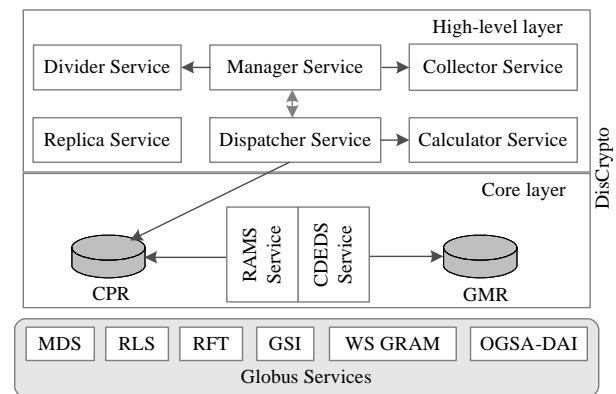 High-level layer
Divider Service
Manager Service
Collector Service
Replica Service
Dispatcher Service
Calculator Service
DisCrypto
Core layer
RAMS
Service
CDEDS
Service
CPR
GMR
MDS
RLS
RFT
GSI
WS GRAM
OGSA-DAI
Globus Services